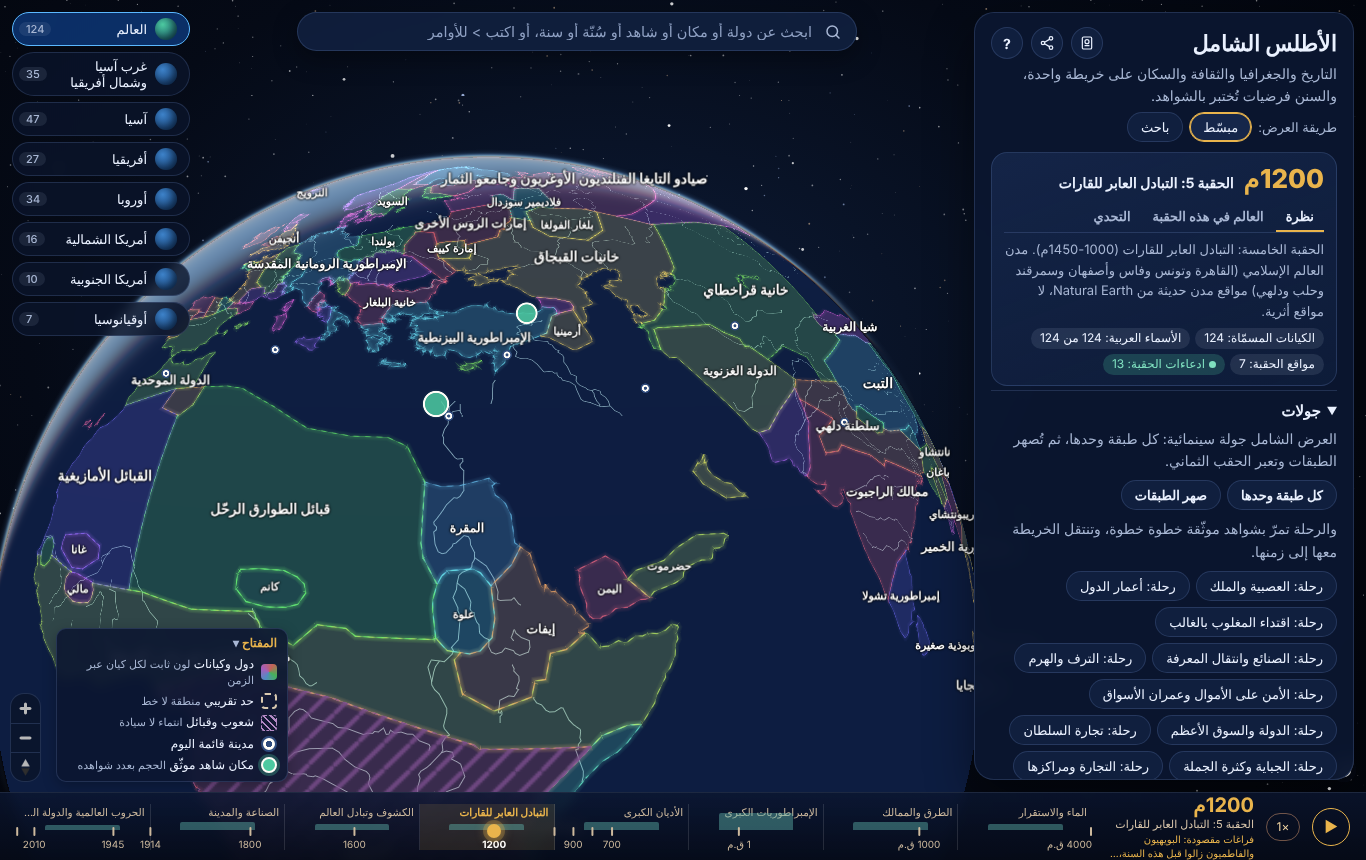 الأطلس الشامل
?
التاريخ والجغرافيا والثقافة والسكان على خريطة واحدة،
والسنن فرضيات تُختبر بالشواهد.
طريقة العرض: مبسّط باحث
1200م الحقبة 5: التبادل العابر للقارات
نظرة العالم في هذه الحقبة التحدي
الحقبة الخامسة: التبادل العابر للقارات (1000-1450م). مدن
العالم الإسلامي (القاهرة وتونس وفاس وأصفهان وسمرقند
وحلب ودلهي) مواقع مدن حديثة من Natural Earth، لا
مواقع أثرية.
الكيانات المسمّاة: 124 الأسماء العربية: 124 من 124
مواقع الحقبة: 7 ادعاءات الحقبة: 13
▼ جولات
العرض الشامل جولة سينمائية: كل طبقة وحدها، ثم تُصهر
الطبقات وتعبر الحقب الثماني.
كل طبقة وحدها صهر الطبقات
والرحلة تمرّ بشواهد موثّقة خطوة خطوة، وتنتقل الخريطة
معها إلى زمنها.
رحلة: العصبية والملك رحلة: أعمار الدول
رحلة: اقتداء المغلوب بالغالب
رحلة: الصنائع وانتقال المعرفة رحلة: الترف والهرم
رحلة: الأمن على الأموال وعمران الأسواق
رحلة: الدولة والسوق الأعظم رحلة: تجارة السلطان
رحلة: الجباية وكثرة الجملة رحلة: التجارة ومراكزها
ابحث عن دولة أو مكان أو شاهد أو سُنّة أو سنة، أو اكتب > للأوامر
العالم 124
غرب آسيا
وشمال أفريقيا 35
آسيا 47
أفريقيا 27
أوروبا 34
أمريكا الشمالية 16
أمريكا الجنوبية 10
أوقيانوسيا 7
صيادو التايغا الفنلنديون الأوغريون وجامعو الثمار
النرويج
السويد
فلاديمير سوزدال
إمارات الروس الأخرى
بلغار الفولغا
أنجيفن
بولندا
إمارة كييف
خانيات القبجاق
الإمبراطورية الرومانية المقدسة
خانية قراخطاي
خانية البلغار
شيا الغربية
أرمينيا
الإمبراطورية البيزنطية
الدولة الغزنوية
التبت
الدولة الموحدية
سلطنة دلهي
نانتشاو
باغان
القبائل الأمازيغية
ممالك الراجبوت
قبائل الطوارق الرحّل
المقرة
غانا
حضرموت
كانم
مالي
اليمن
إمبراطورية تشولا
علوة
إيفات
المفتاح ▼
دول وكيانات لون ثابت لكل كيان عبر
الزمن
حد تقريبي منطقة لا خط
شعوب وقبائل انتماء لا سيادة
مدينة قائمة اليوم
مكان شاهد موثّق الحجم بعدد شواهده
1200م
الحقبة 5: التبادل العابر للقارات
فراغات مقصودة: البويهيون
والفاطميون زالوا قبل هذه السنة،...
1×
الماء والاستقرار
الطرق والممالك
الإمبراطوريات الكبرى
الأديان الكبرى
التبادل العابر للقارات
الكشوف وتبادل العالم
الصناعة والمدينة
الحروب العالمية والدولة الـ...
4000 ق.م
1000 ق.م
1 ق.م
700
900
1200
1600
1800
1914
1945
2010